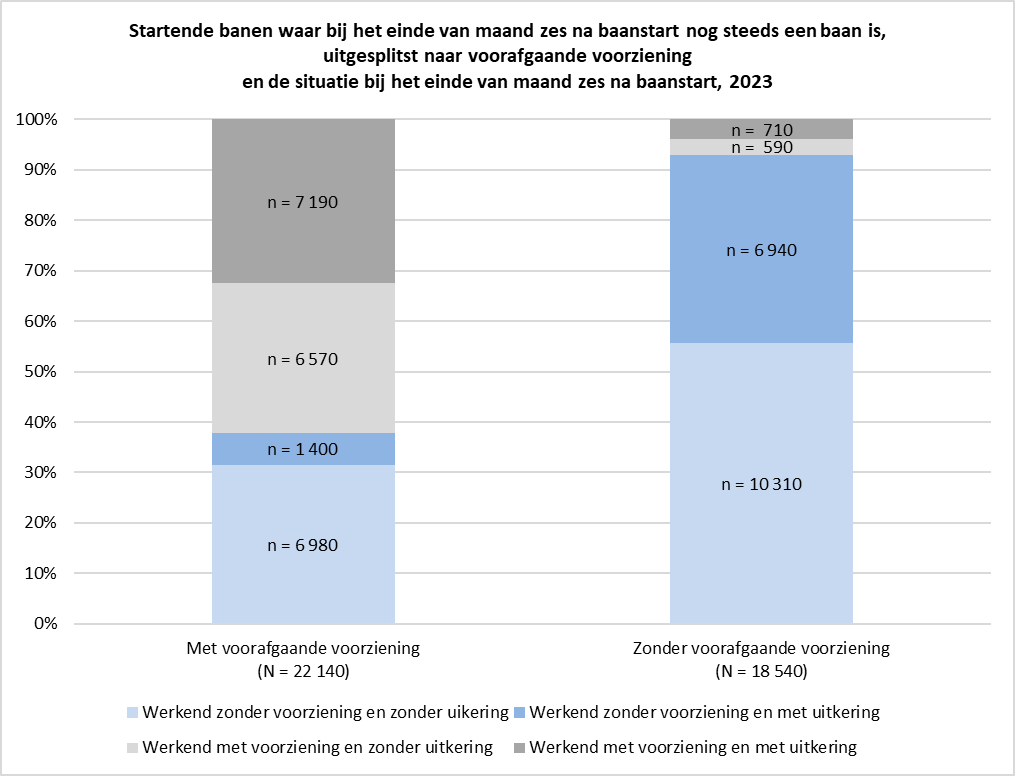 Startende banen waar bij het einde van maand zes na baanstart nog steeds een baan is,
uitgesplitst naar voorafgaande voorziening
en de situatie bij het einde van maand zes na baanstart, 2023
100%
90%
80%
70%
60%
50%
40%
30%
20%
10%
0%
n = 7 190
n = 6 570
n = 1 400
n = 6 980
n = 710
n = 590
n = 6 940
n = 10 310
Met voorafgaande voorziening
(N = 22 140)
Zonder voorafgaande voorziening
(N = 18 540)
Werkend zonder voorziening en zonder uikering
Werkend zonder voorziening en met uitkering
Werkend met voorziening en zonder uitkering
Werkend met voorziening en met uitkering